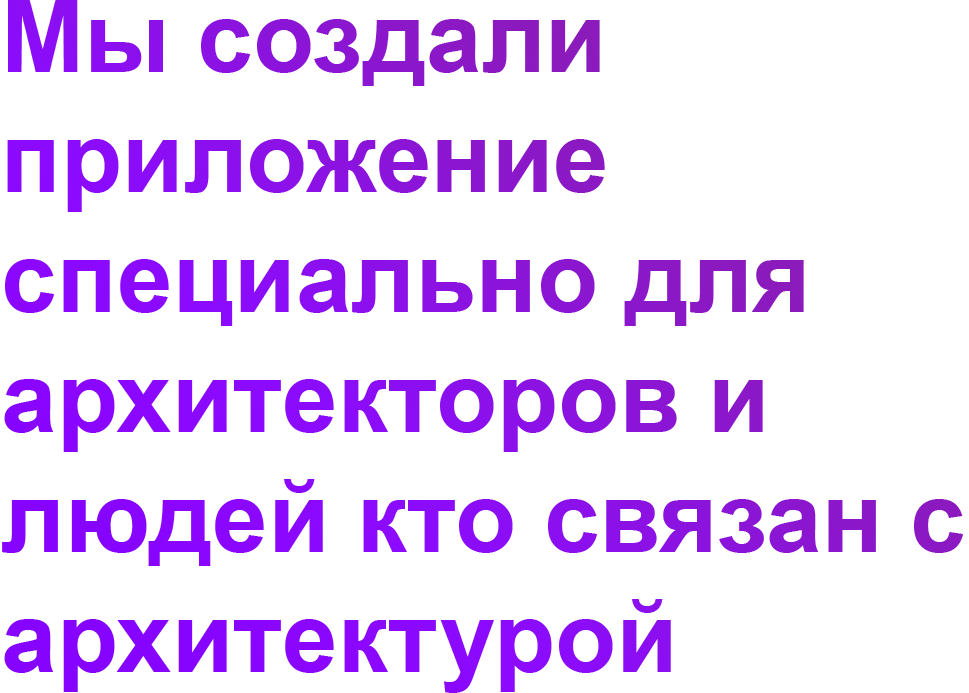 Мы создали
приложение
специально для
архитекторов и
людей кто связан с
архитектурой